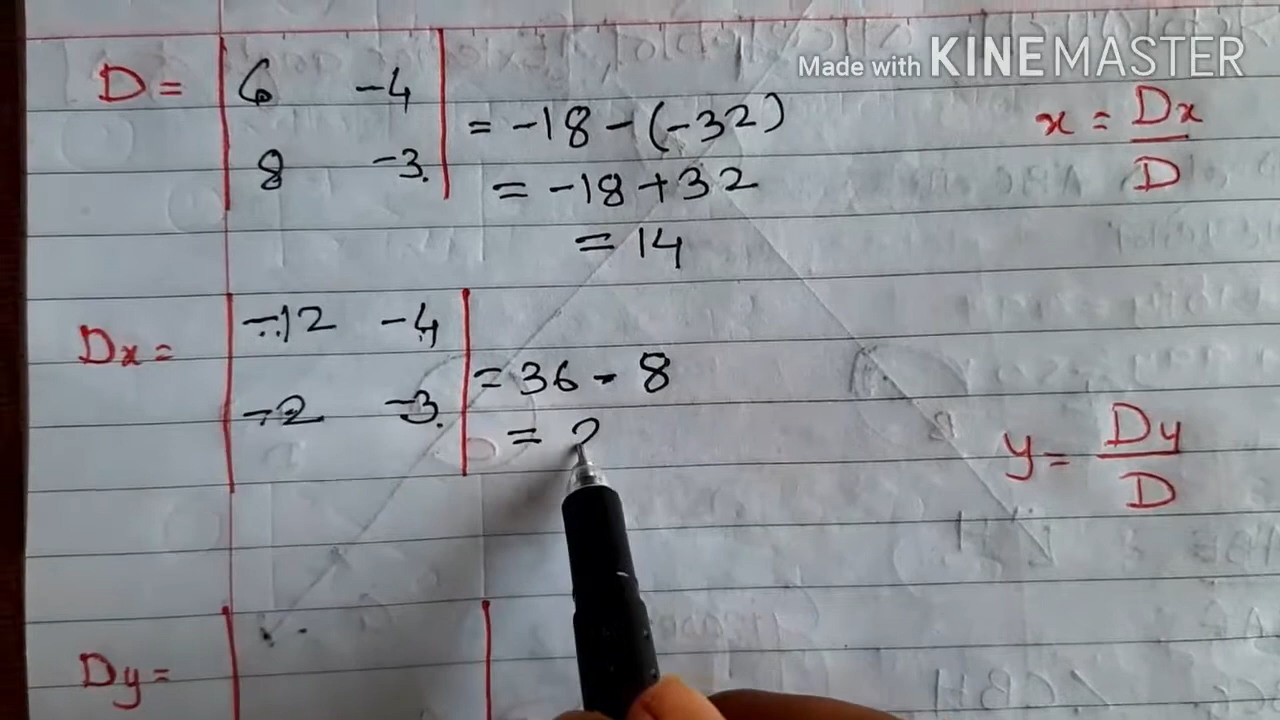 Made with KINEMASTER
D = | 6 -4 |
| 8 -3 |
= -18 - (-32)
= -18 + 32
= 14
x = Dx / D
Dx = | -12 -4 |
| -2 -3 |
= 36 - 8
= 2
y = Dy / D
Dy = | |